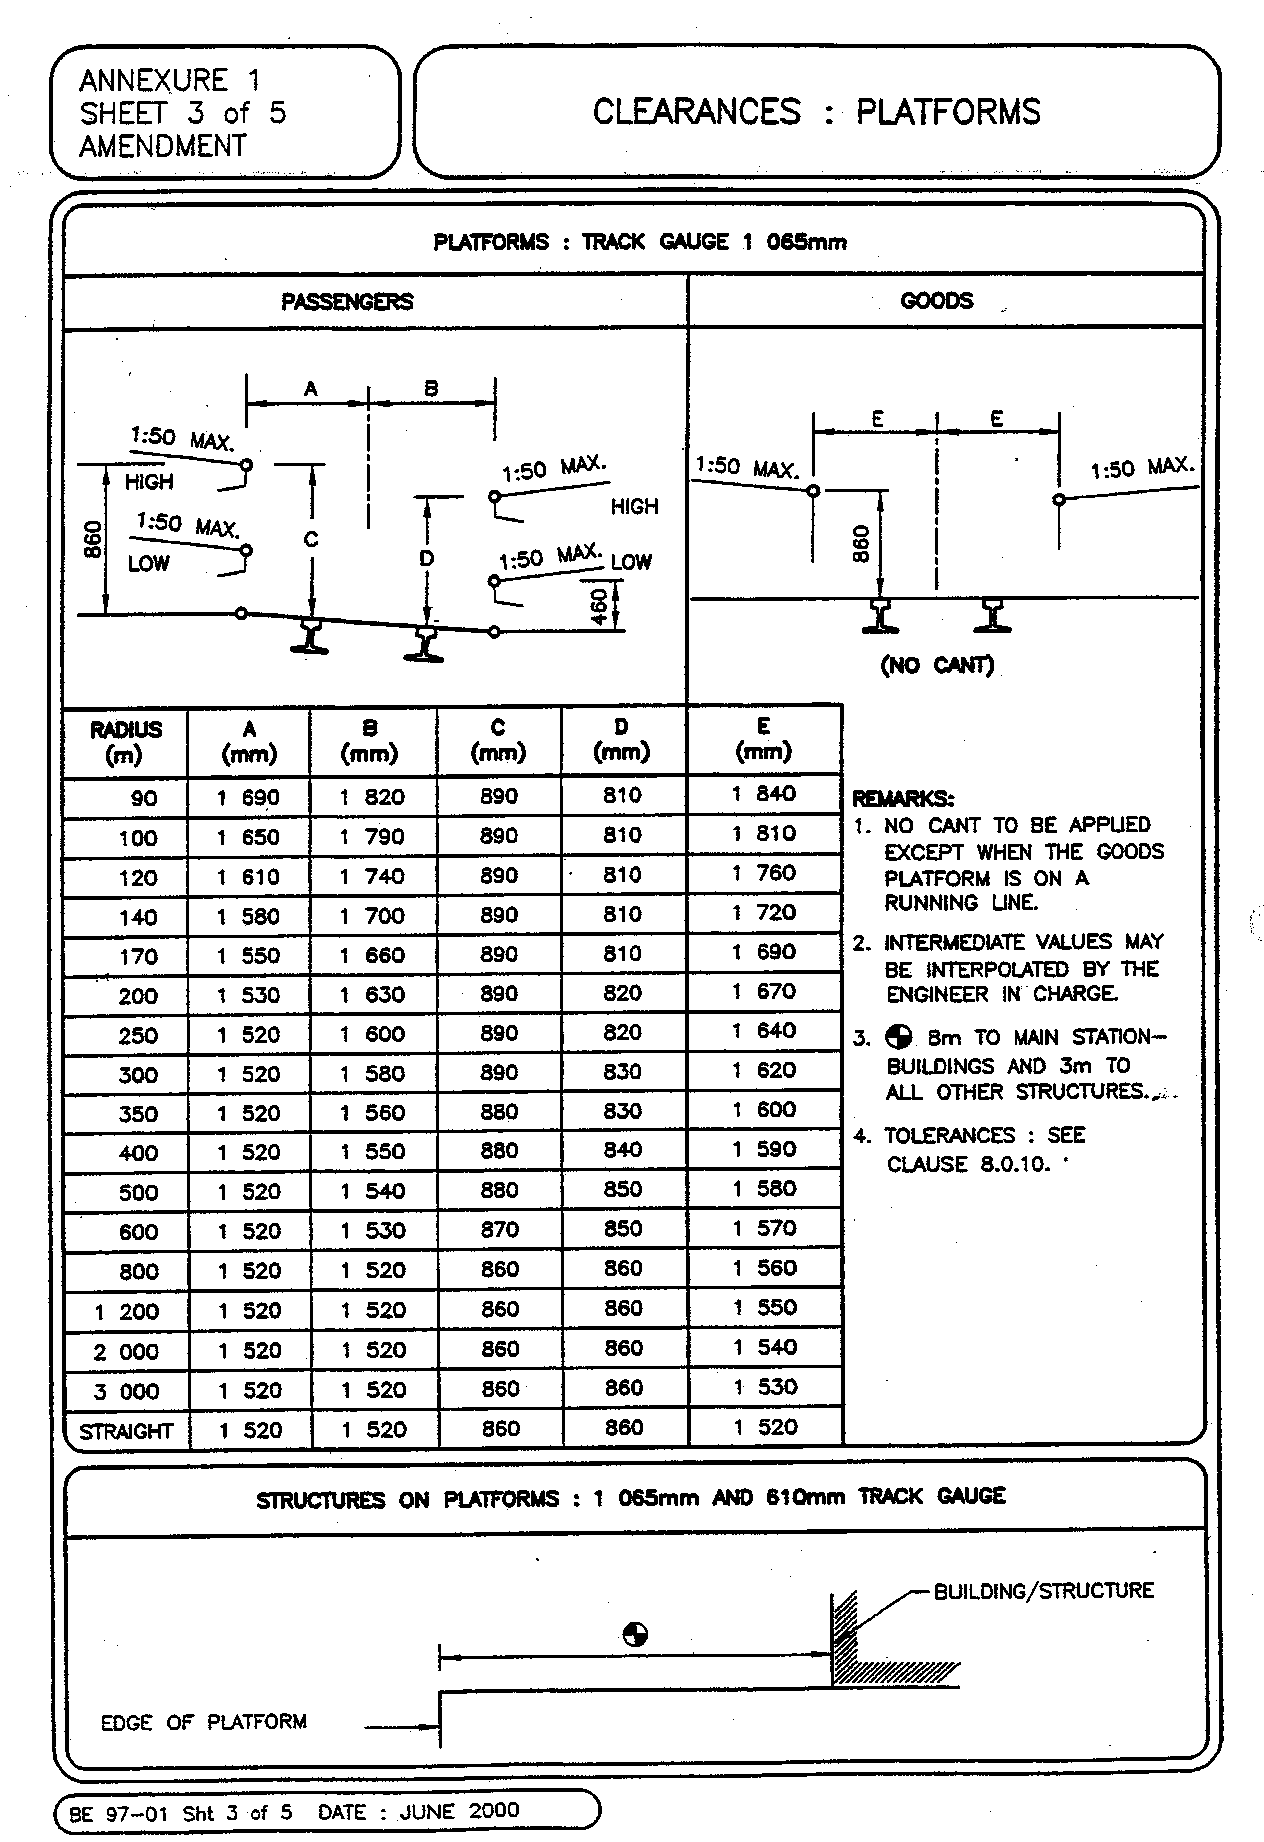 ANNEXURE 1
SHEET 3 of 5
AMENDMENT
CLEARANCES : PLATFORMS
PLATFORMS : TRACK GAUGE 1 065mm
PASSENGERS
GOODS
A B
E E
1:50 MAX.
HIGH
1:50 MAX.
LOW
860
C
D
1:50 MAX.
HIGH
1:50 MAX. LOW
460
1:50 MAX.
1:50 MAX.
860
(NO CANT)
RADIUS (m) A (mm) B (mm) C (mm) D (mm) E (mm)
90 1 690 1 820 890 810 1 840
100 1 650 1 790 890 810 1 810
120 1 610 1 740 890 810 1 760
140 1 580 1 700 890 810 1 720
170 1 550 1 660 890 810 1 690
200 1 530 1 630 890 820 1 670
250 1 520 1 600 890 820 1 640
300 1 520 1 580 890 830 1 620
350 1 520 1 560 880 830 1 600
400 1 520 1 550 880 840 1 590
500 1 520 1 540 880 850 1 580
600 1 520 1 530 870 850 1 570
800 1 520 1 520 860 860 1 560
1 200 1 520 1 520 860 860 1 550
2 000 1 520 1 520 860 860 1 540
3 000 1 520 1 520 860 860 1 530
STRAIGHT 1 520 1 520 860 860 1 520
REMARKS:
1. NO CANT TO BE APPLIED
EXCEPT WHEN THE GOODS
PLATFORM IS ON A
RUNNING LINE.
2. INTERMEDIATE VALUES MAY
BE INTERPOLATED BY THE
ENGINEER IN CHARGE.
3. 8m TO MAIN STATION-
BUILDINGS AND 3m TO
ALL OTHER STRUCTURES.
4. TOLERANCES : SEE
CLAUSE 8.0.10.
STRUCTURES ON PLATFORMS : 1 065mm AND 610mm TRACK GAUGE
BUILDING/STRUCTURE
EDGE OF PLATFORM
BE 97-01 Sht 3 of 5 DATE : JUNE 2000